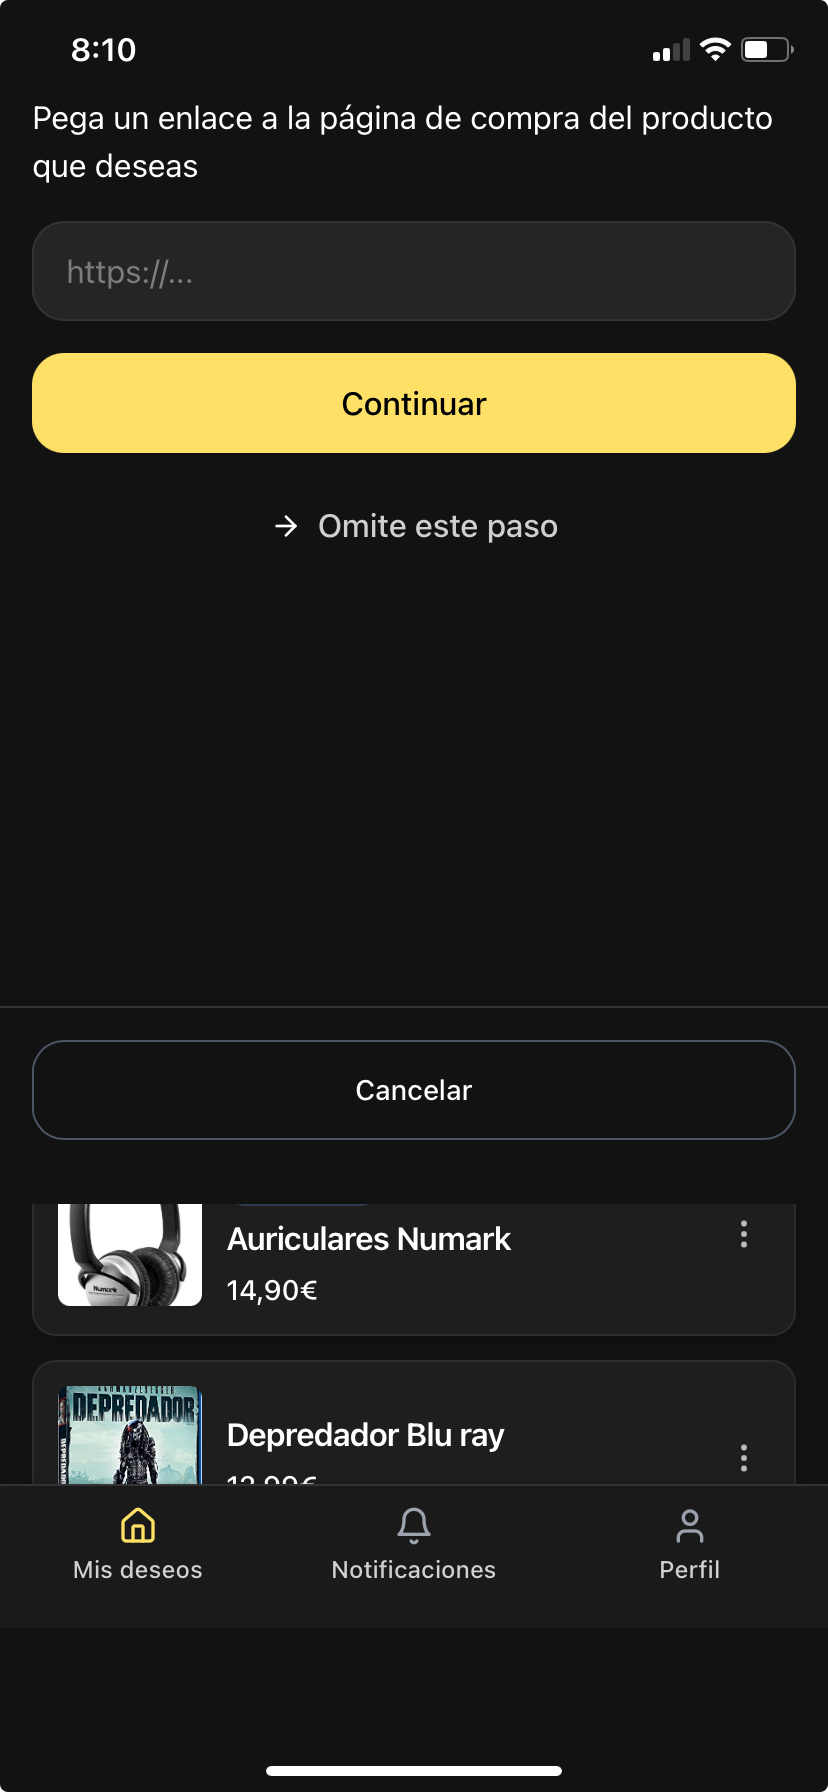 8:10
Pega un enlace a la página de compra del producto
que deseas
https://...
Continuar
Omite este paso
Cancelar
Numark
Auriculares Numark
14,90€
DEPREDADOR
Depredador Blu ray
Mis deseos
Notificaciones
Perfil